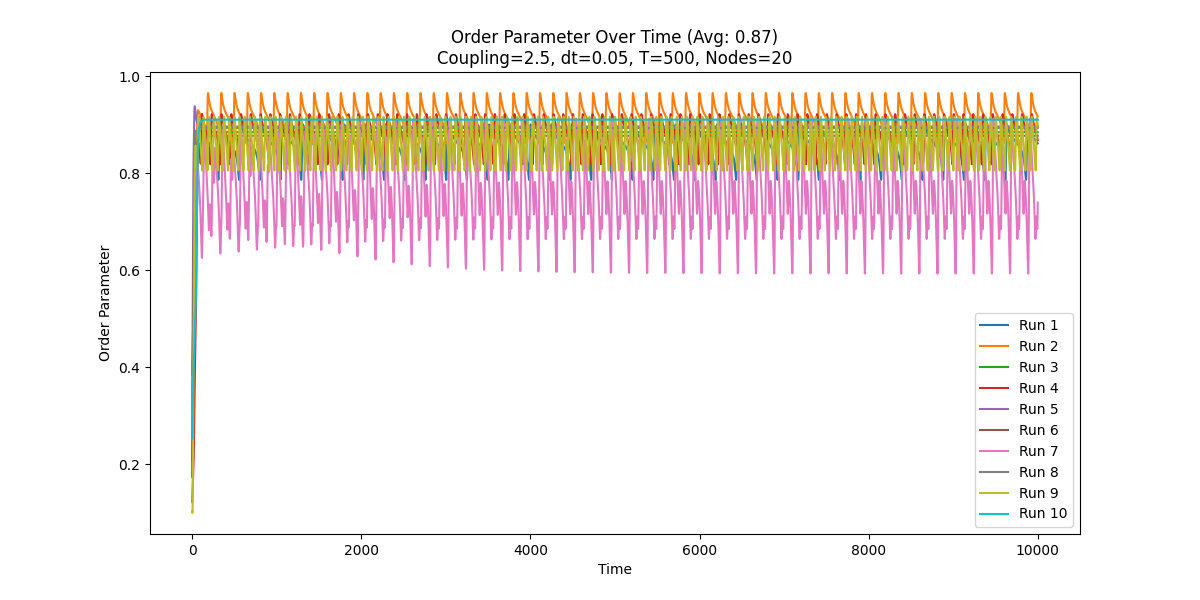 Order Parameter Over Time (Avg: 0.87)
Coupling=2.5, dt=0.05, T=500, Nodes=20
Order Parameter
1.0
0.8
0.6
0.4
0.2
0
2000
4000
6000
8000
10000
Time
Run 1
Run 2
Run 3
Run 4
Run 5
Run 6
Run 7
Run 8
Run 9
Run 10